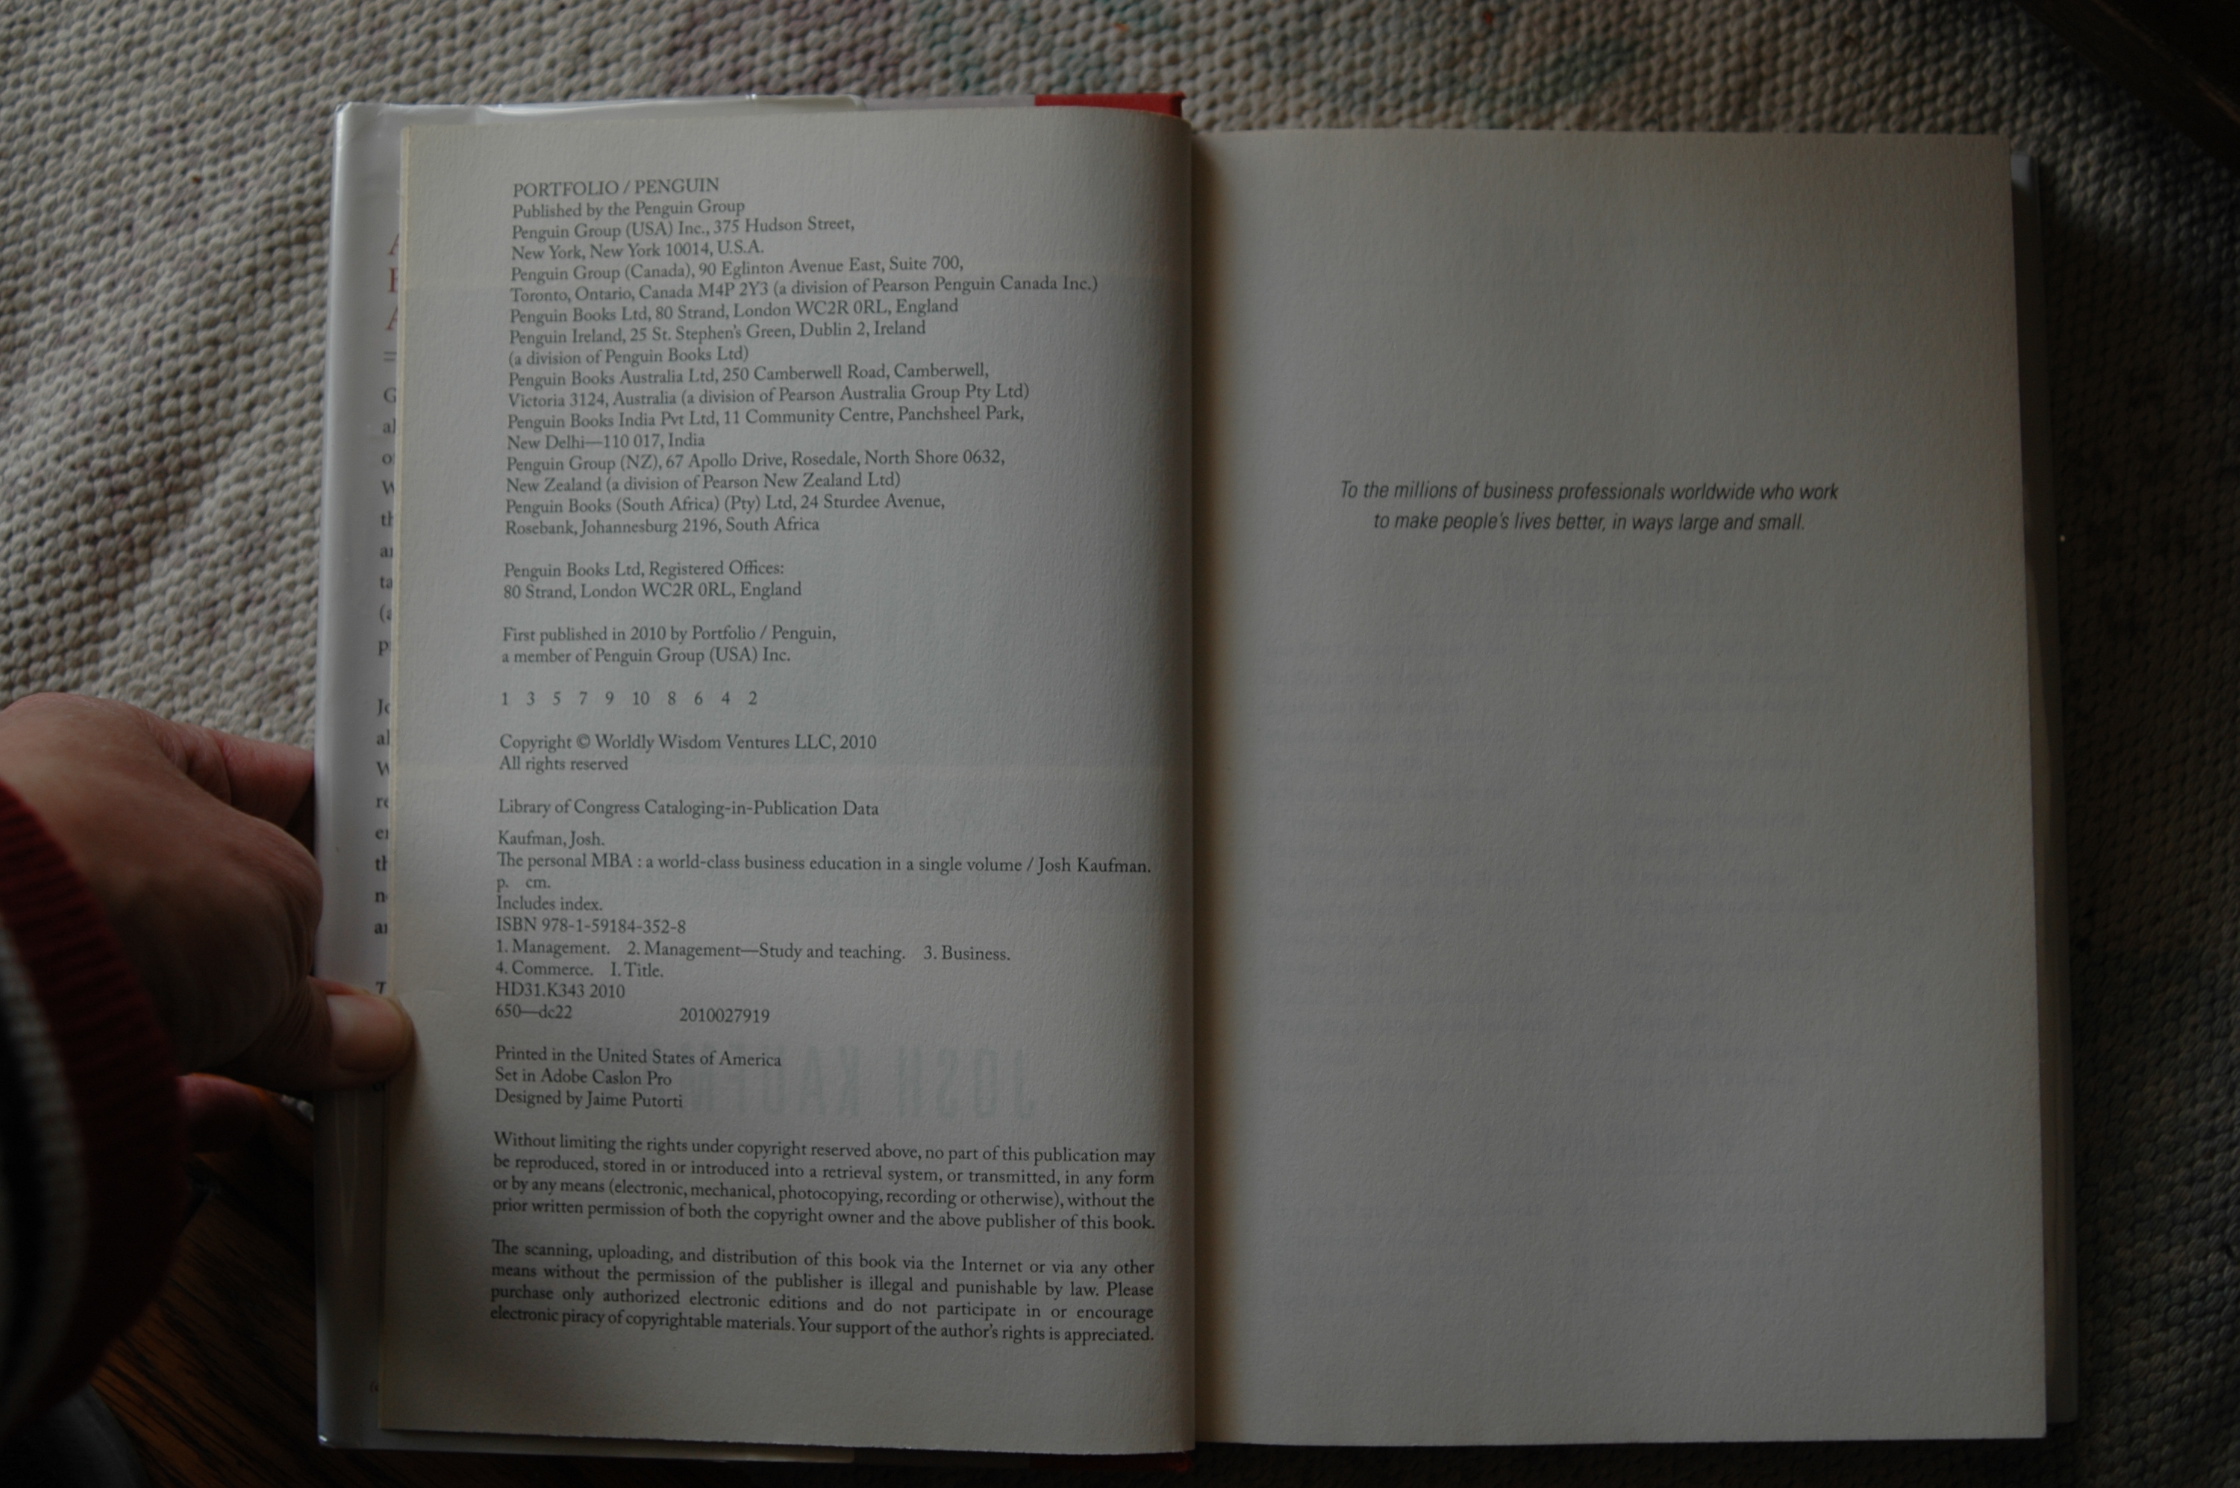 PORTFOLIO / PENGUIN
Published by the Penguin Group
Penguin Group (USA) Inc., 375 Hudson Street,
New York, New York 10014, U.S.A.
Penguin Group (Canada), 90 Eglinton Avenue East, Suite 700,
Toronto, Ontario, Canada M4P 2Y3 (a division of Pearson Penguin Canada Inc.)
Penguin Books Ltd, 80 Strand, London WC2R 0RL, England
Penguin Ireland, 25 St. Stephen's Green, Dublin 2, Ireland
(a division of Penguin Books Ltd)
Penguin Books Australia Ltd, 250 Camberwell Road, Camberwell,
Victoria 3124, Australia (a division of Pearson Australia Group Pty Ltd)
Penguin Books India Pvt Ltd, 11 Community Centre, Panchsheel Park,
New Delhi—110 017, India
Penguin Group (NZ), 67 Apollo Drive, Rosedale, North Shore 0632,
New Zealand (a division of Pearson New Zealand Ltd)
Penguin Books (South Africa) (Pty) Ltd, 24 Sturdee Avenue,
Rosebank, Johannesburg 2196, South Africa
Penguin Books Ltd, Registered Offices:
80 Strand, London WC2R 0RL, England
First published in 2010 by Portfolio / Penguin,
a member of Penguin Group (USA) Inc.
1 3 5 7 9 10 8 6 4 2
Copyright © Worldly Wisdom Ventures LLC, 2010
All rights reserved
Library of Congress Cataloging-in-Publication Data
Kaufman, Josh.
The personal MBA : a world-class business education in a single volume / Josh Kaufman.
p. cm.
Includes index.
ISBN 978-1-59184-352-8
1. Management. 2. Management—Study and teaching. 3. Business.
4. Commerce. I. Title.
HD31.K343 2010
650—dc22 2010027919
Printed in the United States of America
Set in Adobe Caslon Pro
Designed by Jaime Putorti
Without limiting the rights under copyright reserved above, no part of this publication may
be reproduced, stored in or introduced into a retrieval system, or transmitted, in any form
or by any means (electronic, mechanical, photocopying, recording or otherwise), without the
prior written permission of both the copyright owner and the above publisher of this book.
The scanning, uploading, and distribution of this book via the Internet or via any other
means without the permission of the publisher is illegal and punishable by law. Please
purchase only authorized electronic editions and do not participate in or encourage
electronic piracy of copyrightable materials. Your support of the author's rights is appreciated.
To the millions of business professionals worldwide who work
to make people's lives better, in ways large and small.